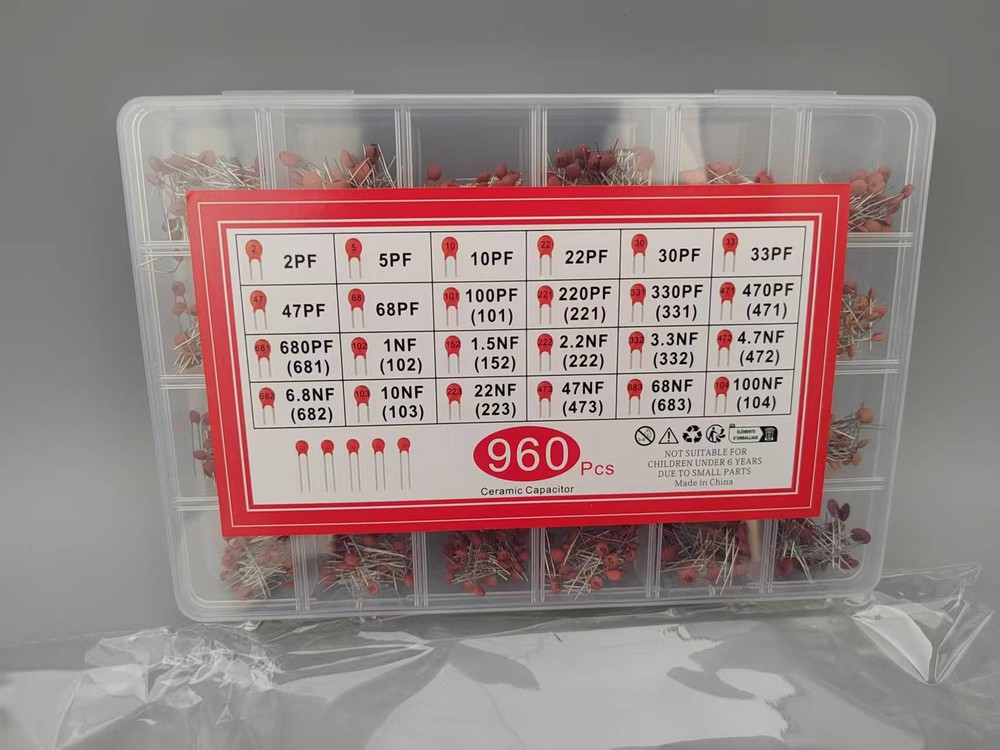 2 2PF 5 5PF 10 10PF 22 22PF 30 30PF 33 33PF
47 47PF 68 68PF 101 100PF (101) 221 220PF (221) 331 330PF (331) 471 470PF (471)
681 680PF (681) 102 1NF (102) 152 1.5NF (152) 222 2.2NF (222) 332 3.3NF (332) 472 4.7NF (472)
682 6.8NF (682) 103 10NF (103) 223 22NF (223) 473 47NF (473) 683 68NF (683) 104 100NF (104)
960 Pcs
Ceramic Capacitor
ÉLÉMENTS
D'EMBALLAGE
NOT SUITABLE FOR
CHILDREN UNDER 6 YEARS
DUE TO SMALL PARTS
Made in China